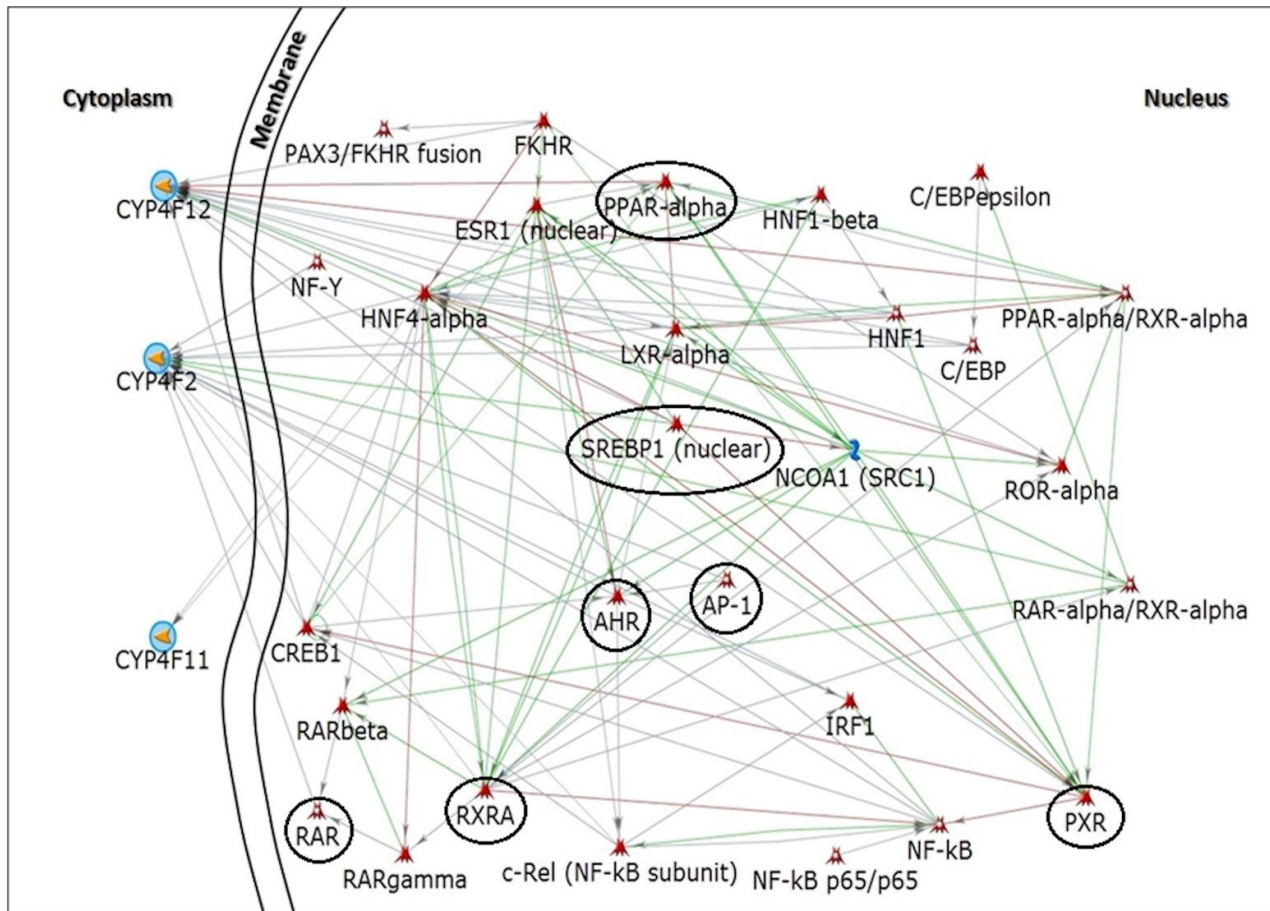 Cytoplasm
Membrane
Nucleus
PAX3/FKHR fusion
FKHR
C/EBPepsilon
CYP4F12
PPAR-alpha
HNF1-beta
ESR1 (nuclear)
NF-Y
HNF4-alpha
LXR-alpha
HNF1
PPAR-alpha/RXR-alpha
CYP4F2
C/EBP
SREBP1 (nuclear)
NCOA1 (SRC1)
ROR-alpha
AHR
AP-1
RAR-alpha/RXR-alpha
CYP4F11
CREB1
RARbeta
IRF1
RAR
RXRA
PXR
RARgamma
c-Rel (NF-kB subunit)
NF-kB p65/p65
NF-kB